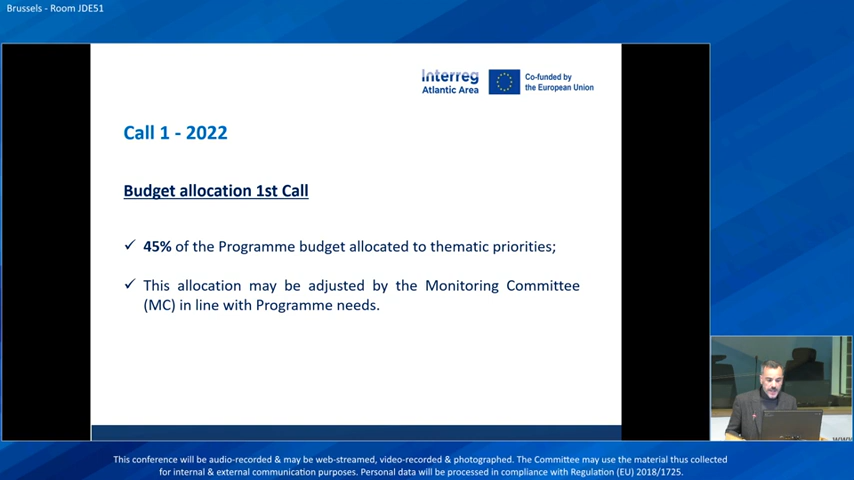 Brussels - Room JDE51
Interreg
Atlantic Area
Co-funded by
the European Union
Call 1 - 2022
Budget allocation 1st Call
✓ 45% of the Programme budget allocated to thematic priorities;
✓ This allocation may be adjusted by the Monitoring Committee
(MC) in line with Programme needs.
This conference will be audio-recorded & may be web-streamed, video-recorded & photographed. The Committee may use the material thus collected
for internal & external communication purposes. Personal data will be processed in compliance with Regulation (EU) 2018/1725.